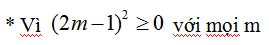 * Vì (2m−1)² ≥ 0 với mọi m